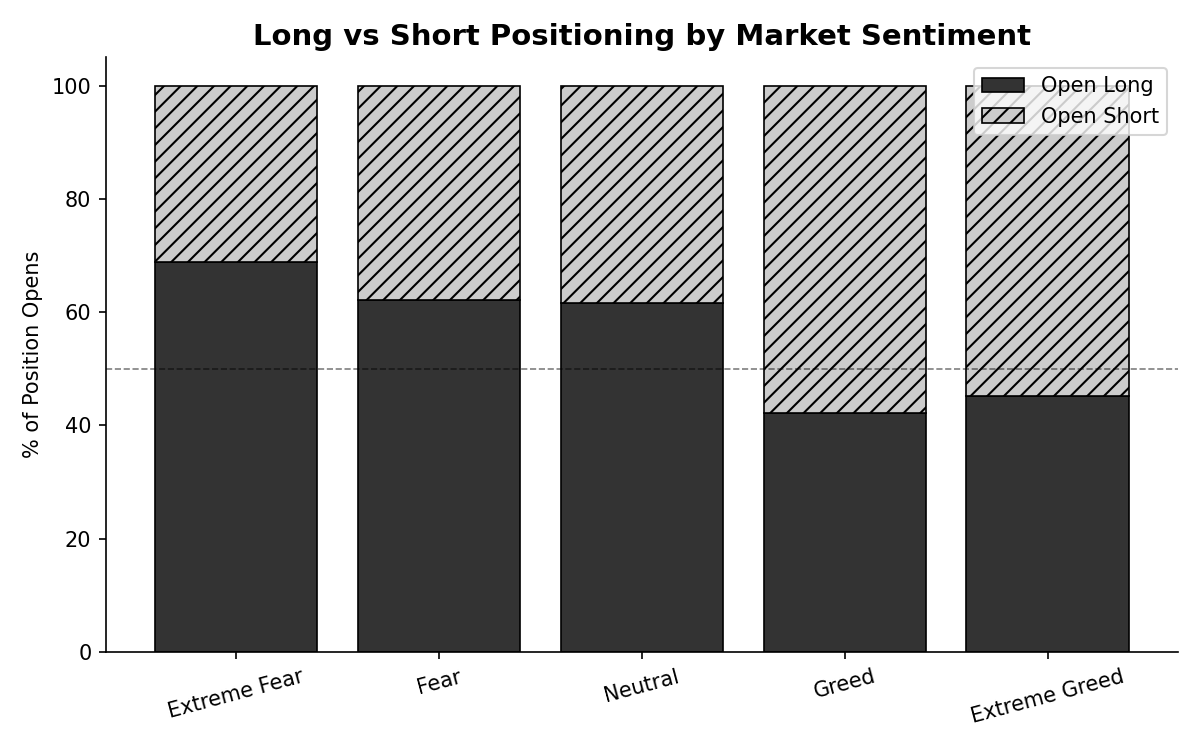 Long vs Short Positioning by Market Sentiment
Open Long
Open Short
% of Position Opens
100
80
60
40
20
0
Extreme Fear
Fear
Neutral
Greed
Extreme Greed